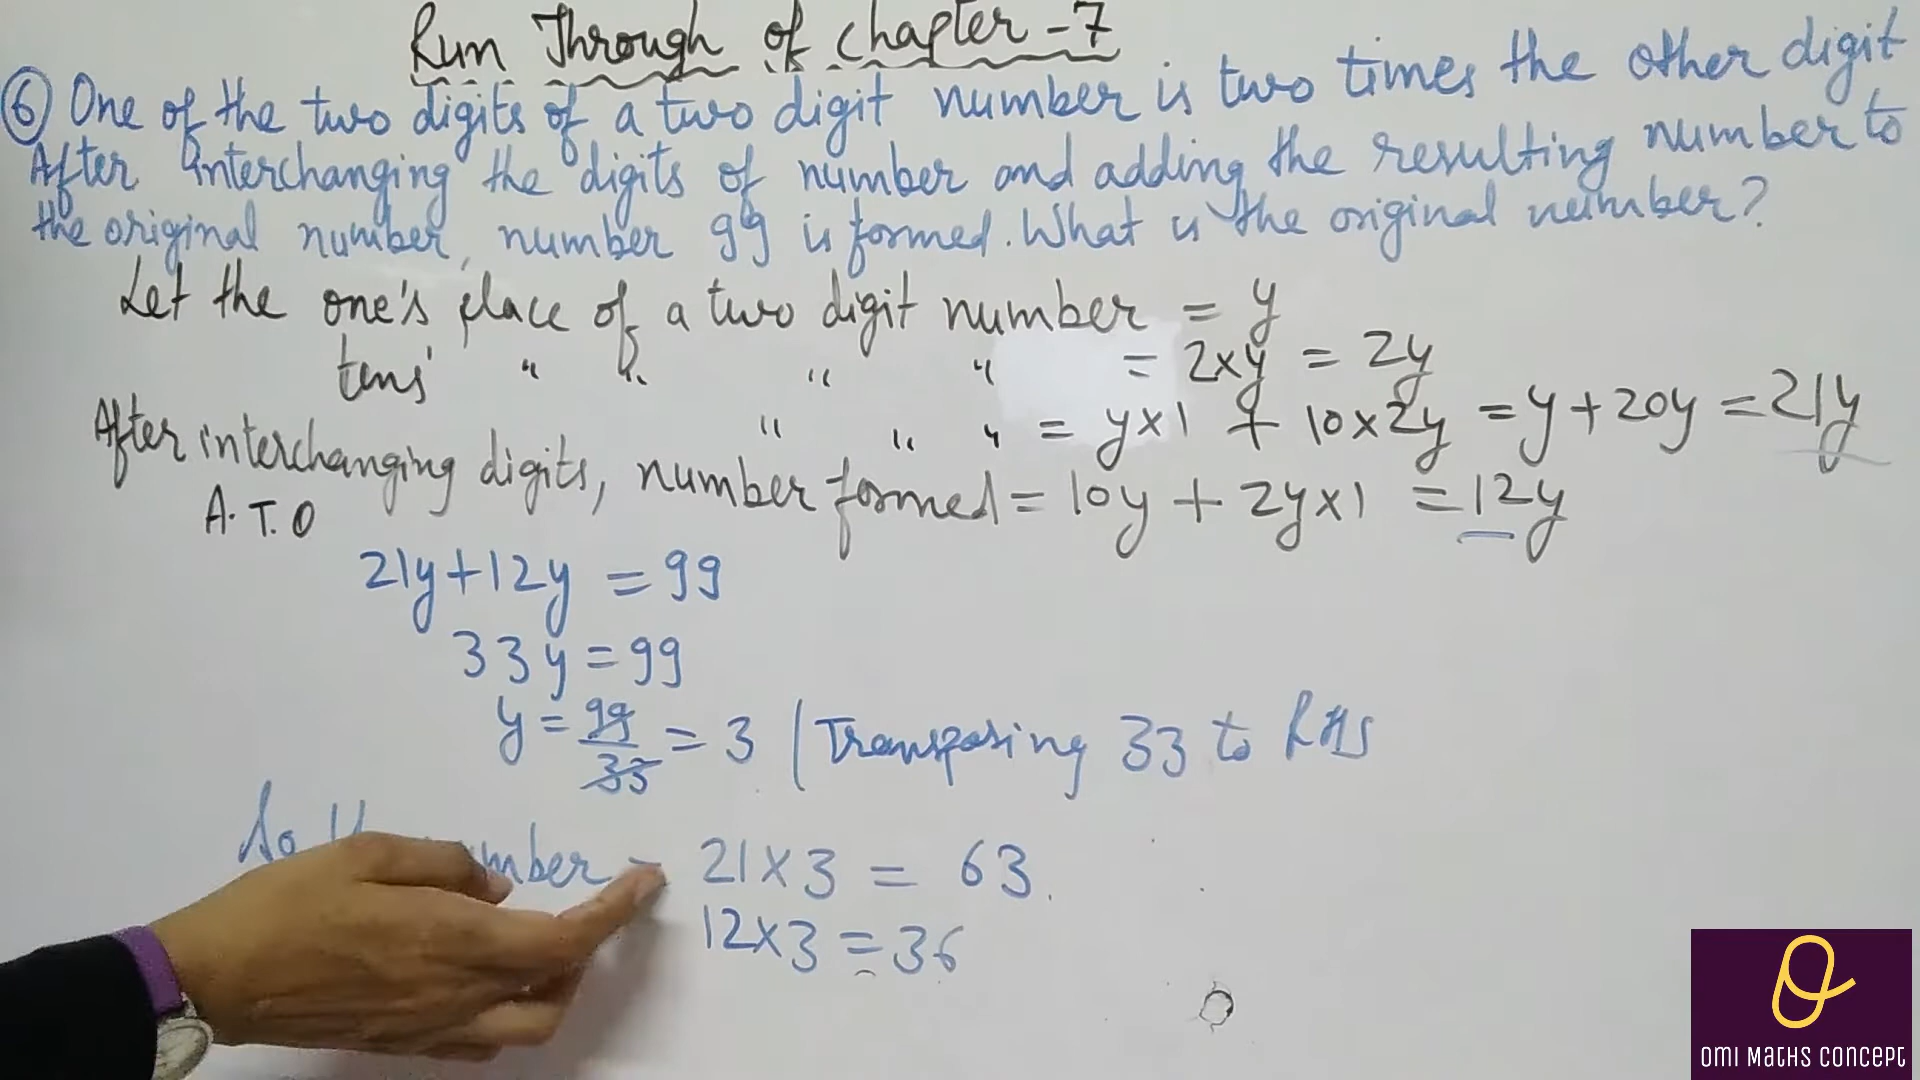 Run Through of chapter - 7
⑥ One of the two digits of a two digit number is two times the other digit
After interchanging the digits of number and adding the resulting number to
the original number, number 99 is formed. What is the original number?
Let the one's place of a two digit number = y
tens' " " " " = 2xy = 2y
" " " = y×1 + 10×2y = y + 20y = 21y
After interchanging digits, number formed = 10y + 2y×1 = 12y
A.T.O
21y+12y = 99
33y = 99
y = 99/33 = 3 (Transposing 33 to RHS
So mber = 21×3 = 63.
12×3 = 36
OMI MATHS CONCEPT